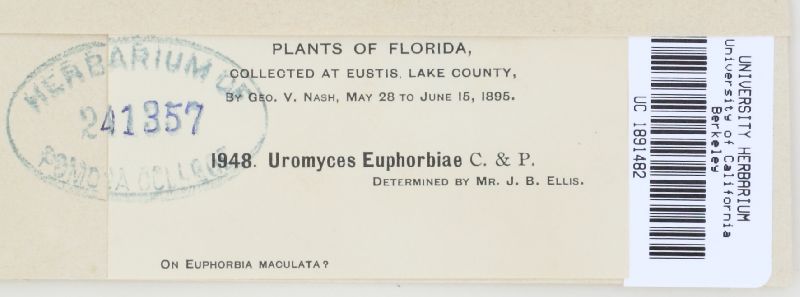 PLANTS OF FLORIDA,
COLLECTED AT EUSTIS, LAKE COUNTY,
BY GEO. V. NASH, MAY 28 TO JUNE 15, 1895.
HERBARIUM OF
241357
POMONA COLLEGE
1948. Uromyces Euphorbiae C. & P.
DETERMINED BY MR. J. B. ELLIS.
ON EUPHORBIA MACULATA?
UNIVERSITY HERBARIUM
University of California
Berkeley
UC 1891482